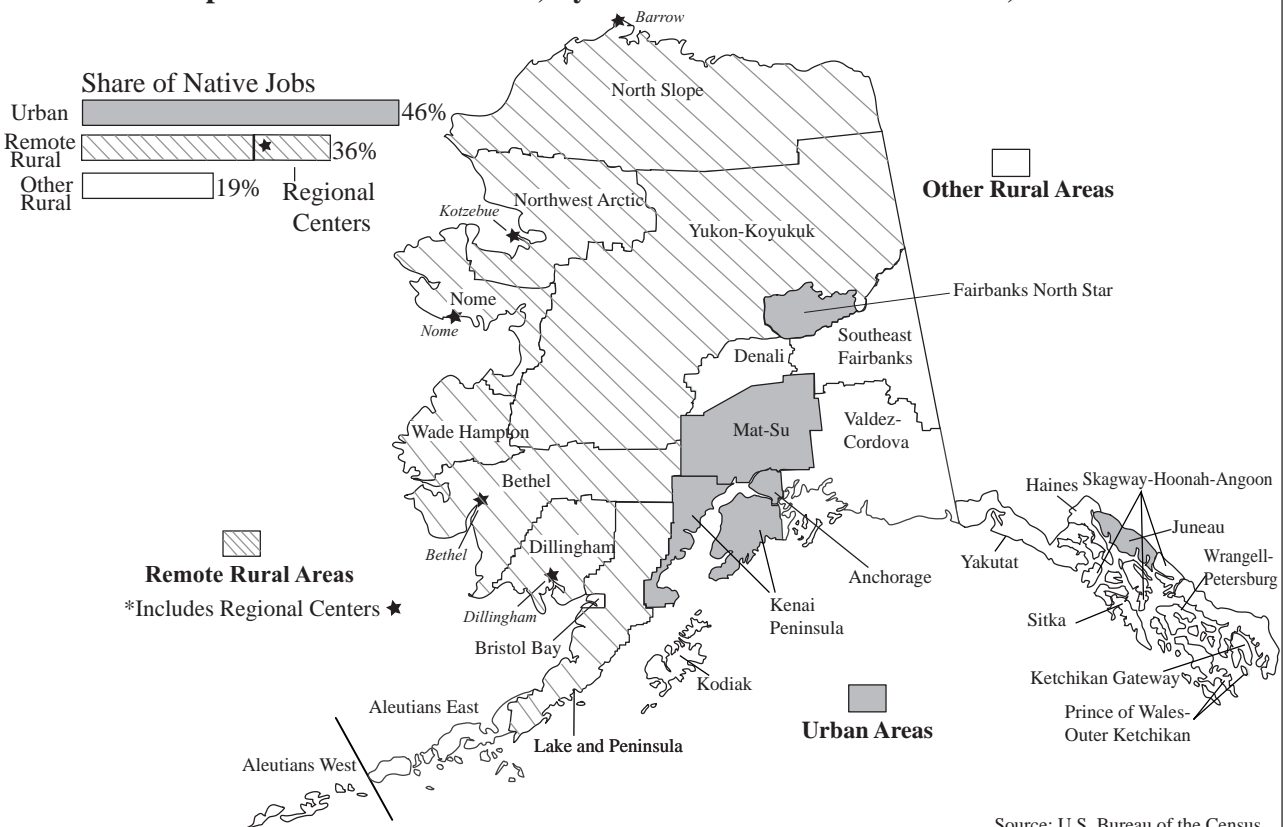 Barrow
Share of Native Jobs
Urban
46%
Remote
Rural
36%
Other
Rural
19%
Regional
Centers
North Slope
Northwest Arctic
Kotzebue
Yukon-Koyukuk
Other Rural Areas
Nome
Nome
Fairbanks North Star
Southeast
Fairbanks
Denali
Wade Hampton
Mat-Su
Valdez-
Cordova
Bethel
Bethel
Haines
Skagway-Hoonah-Angoon
Juneau
Wrangell-
Petersburg
Yakutat
Sitka
Remote Rural Areas
*Includes Regional Centers
Dillingham
Dillingham
Anchorage
Kenai
Peninsula
Bristol Bay
Kodiak
Ketchikan Gateway
Prince of Wales-
Outer Ketchikan
Aleutians East
Lake and Peninsula
Urban Areas
Aleutians West
Source: U.S. Bureau of the Census